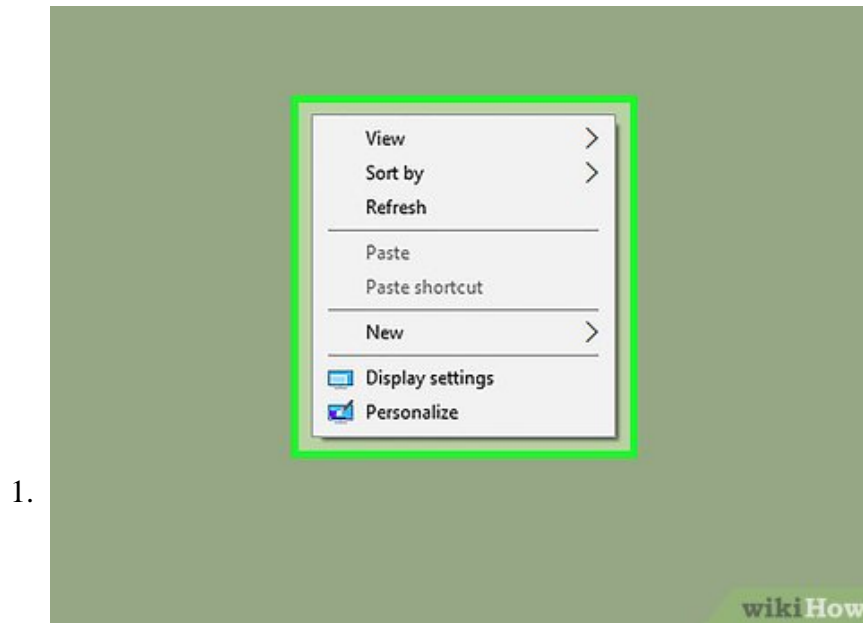 View
Sort by
Refresh
Paste
Paste shortcut
New
Display settings
Personalize
1.
wikiHow